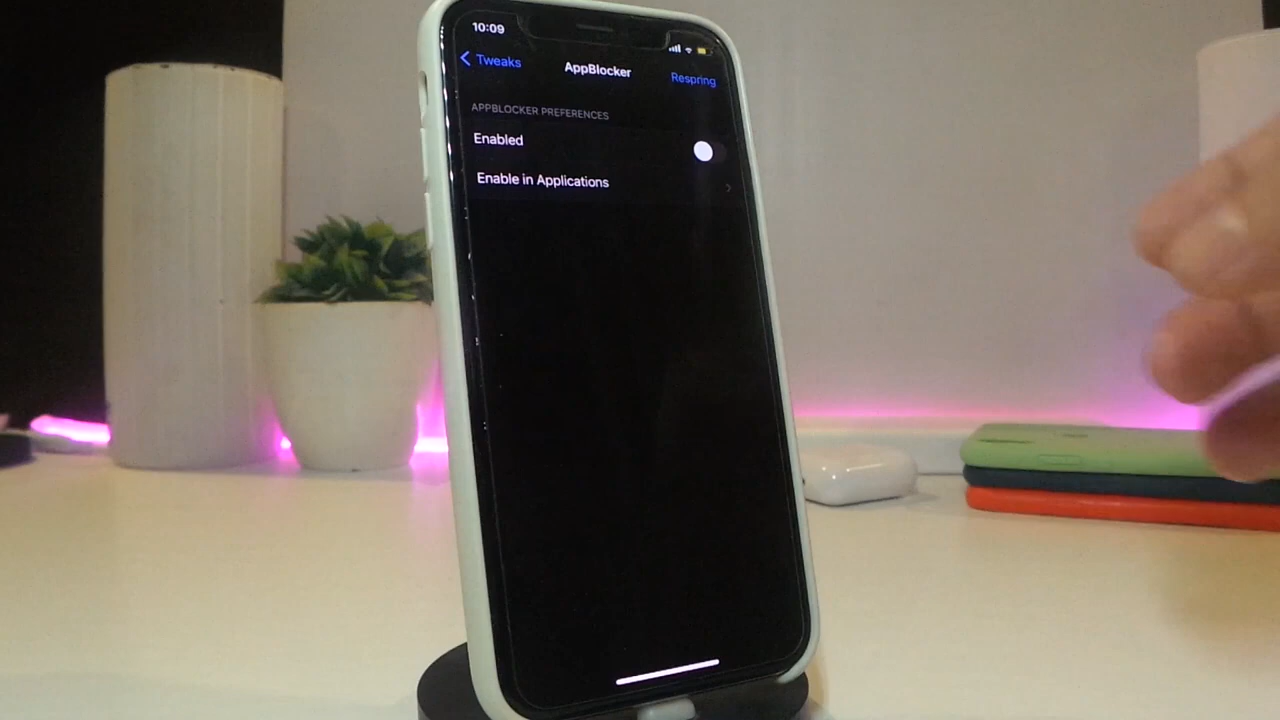 10:09
Tweaks
AppBlocker
Respring
APPBLOCKER PREFERENCES
Enabled
Enable in Applications